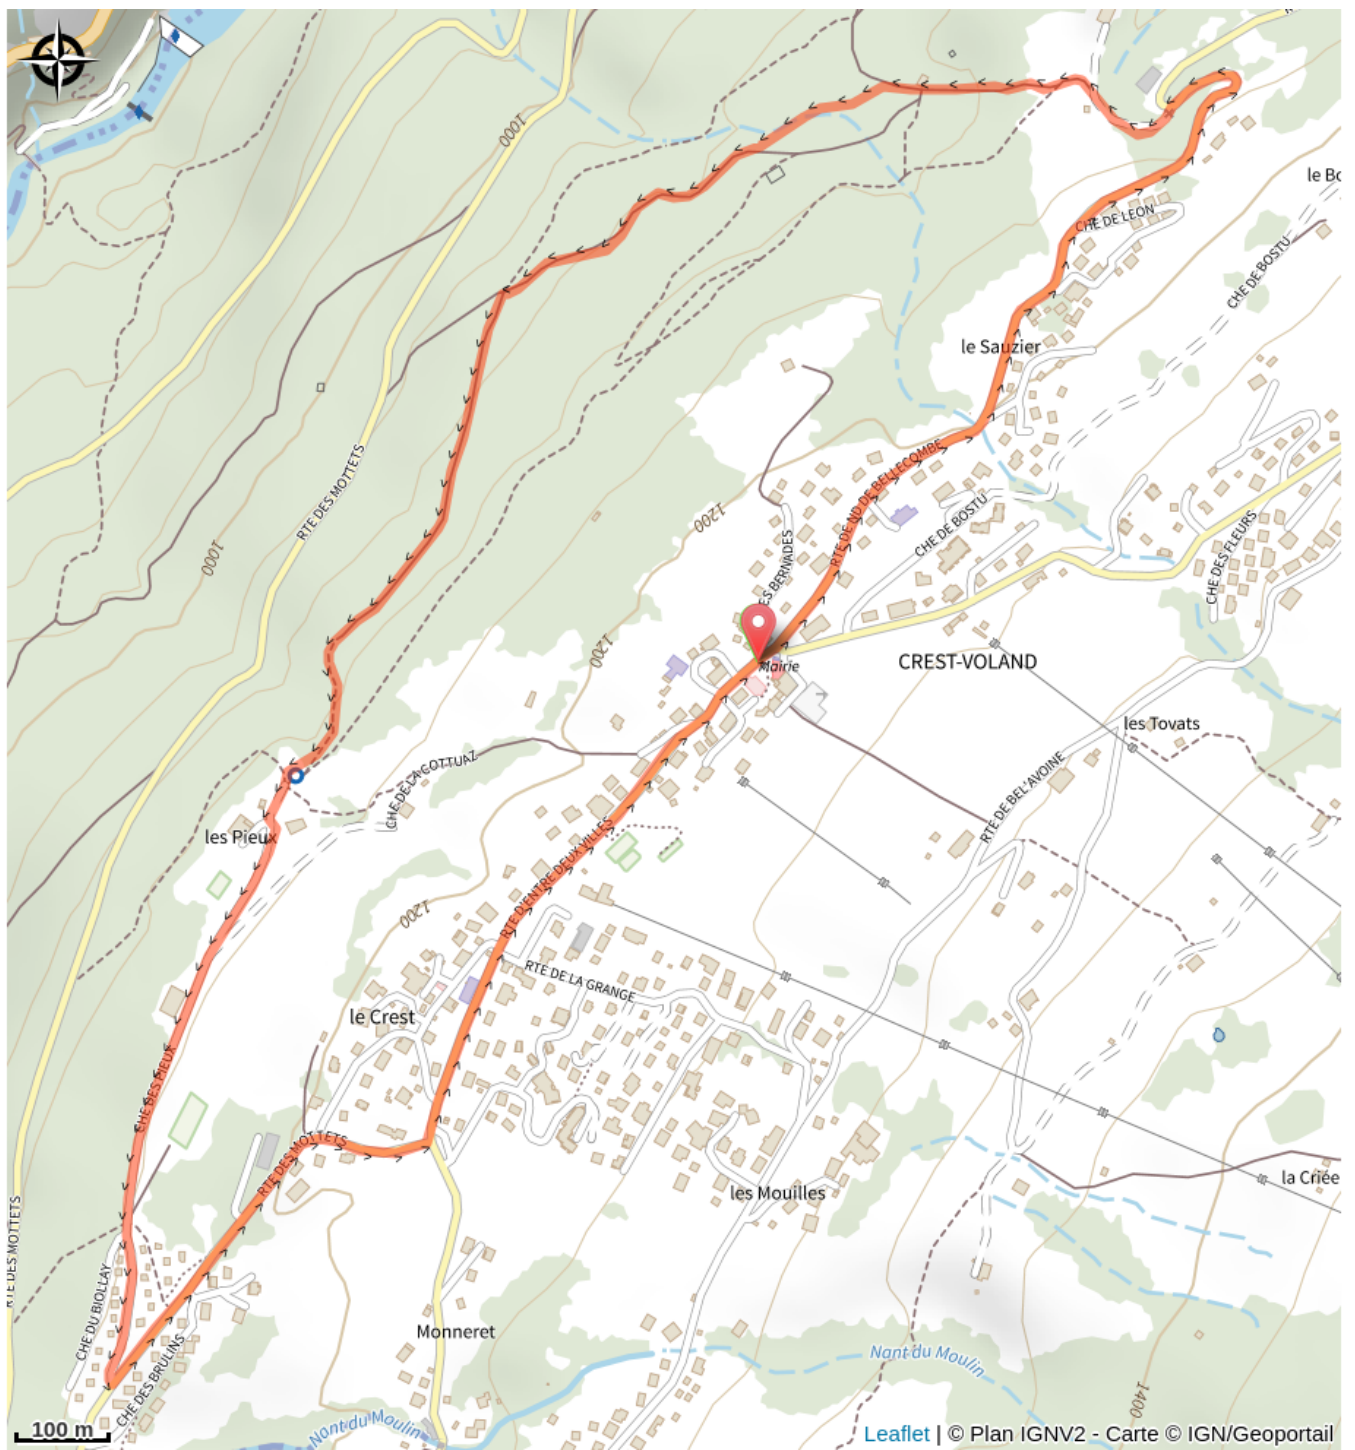 1000
le Bo
CHE DE LEON
CHE DE BOSTU
le Sauzier
RTE DES MOTTETS
RTE DE ND DE BELLECOMBE
1200
1000
CHE DE BOSTU
CHE DES FLEURS
ES BERNADES
1200
Mairie
CREST-VOLAND
les Tovats
CHE DE LA COTTUAZ
RTE DE BEL'AVOINE
les Pieux
RTE D'ENTRE DEUX VILLES
1200
RTE DE LA GRANGE
le Crest
CHE DES PIEUX
RTE DES MOTTETS
les Mouilles
la Criée
RTE DES MOTTETS
CHE DU BIOLLAY
Monneret
CHE DES BRULINS
Nant du Moulin
1400
Nant du Moulin
100 m
Leaflet | © Plan IGNV2 - Carte © IGN/Geoportail